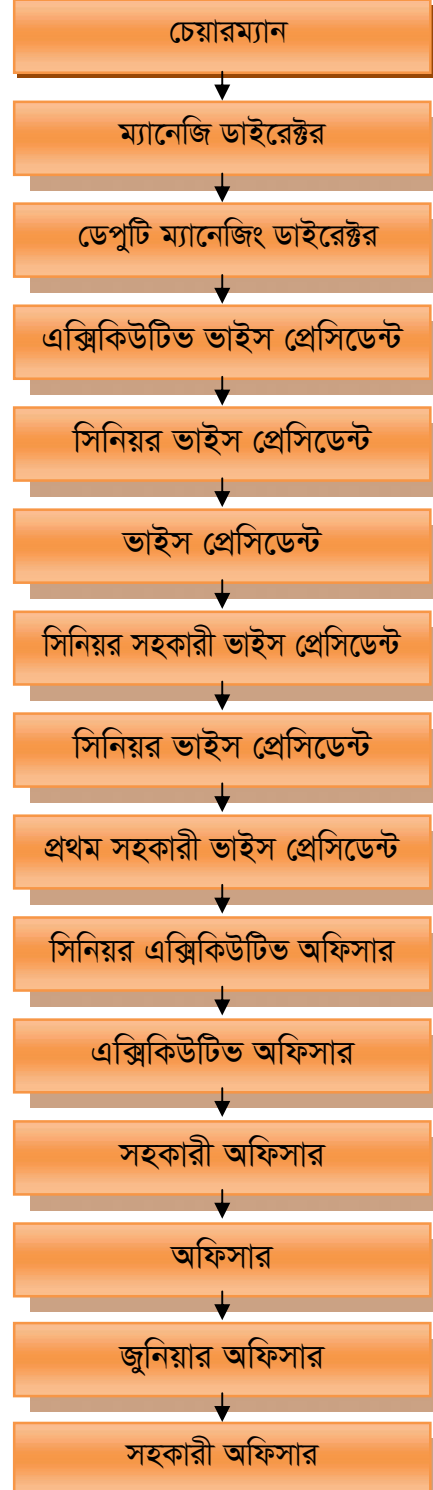 চেয়ারম্যান
ম্যানেজি ডাইরেক্টর
ডেপুটি ম্যানেজিং ডাইরেক্টর
এক্সিকিউটিভ ভাইস প্রেসিডেন্ট
সিনিয়র ভাইস প্রেসিডেন্ট
ভাইস প্রেসিডেন্ট
সিনিয়র সহকারী ভাইস প্রেসিডেন্ট
সিনিয়র ভাইস প্রেসিডেন্ট
প্রথম সহকারী ভাইস প্রেসিডেন্ট
সিনিয়র এক্সিকিউটিভ অফিসার
এক্সিকিউটিভ অফিসার
সহকারী অফিসার
অফিসার
জুনিয়ার অফিসার
সহকারী অফিসার